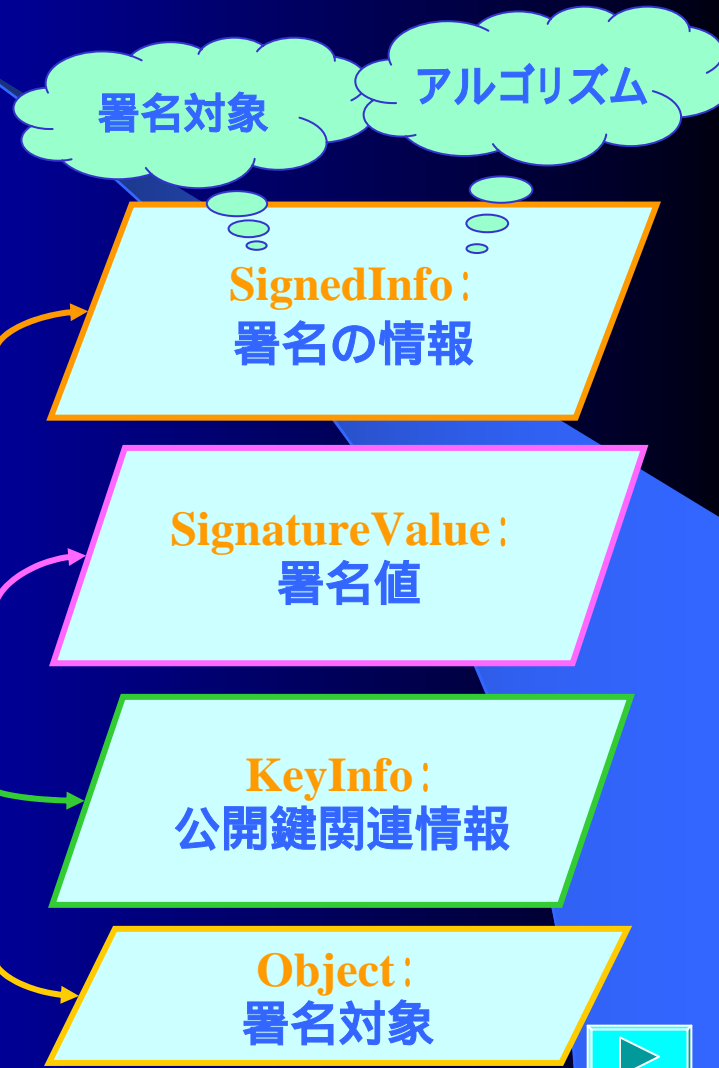 署名対象
アルゴリズム
SignedInfo:
署名の情報
SignatureValue:
署名値
KeyInfo:
公開鍵関連情報
Object:
署名対象